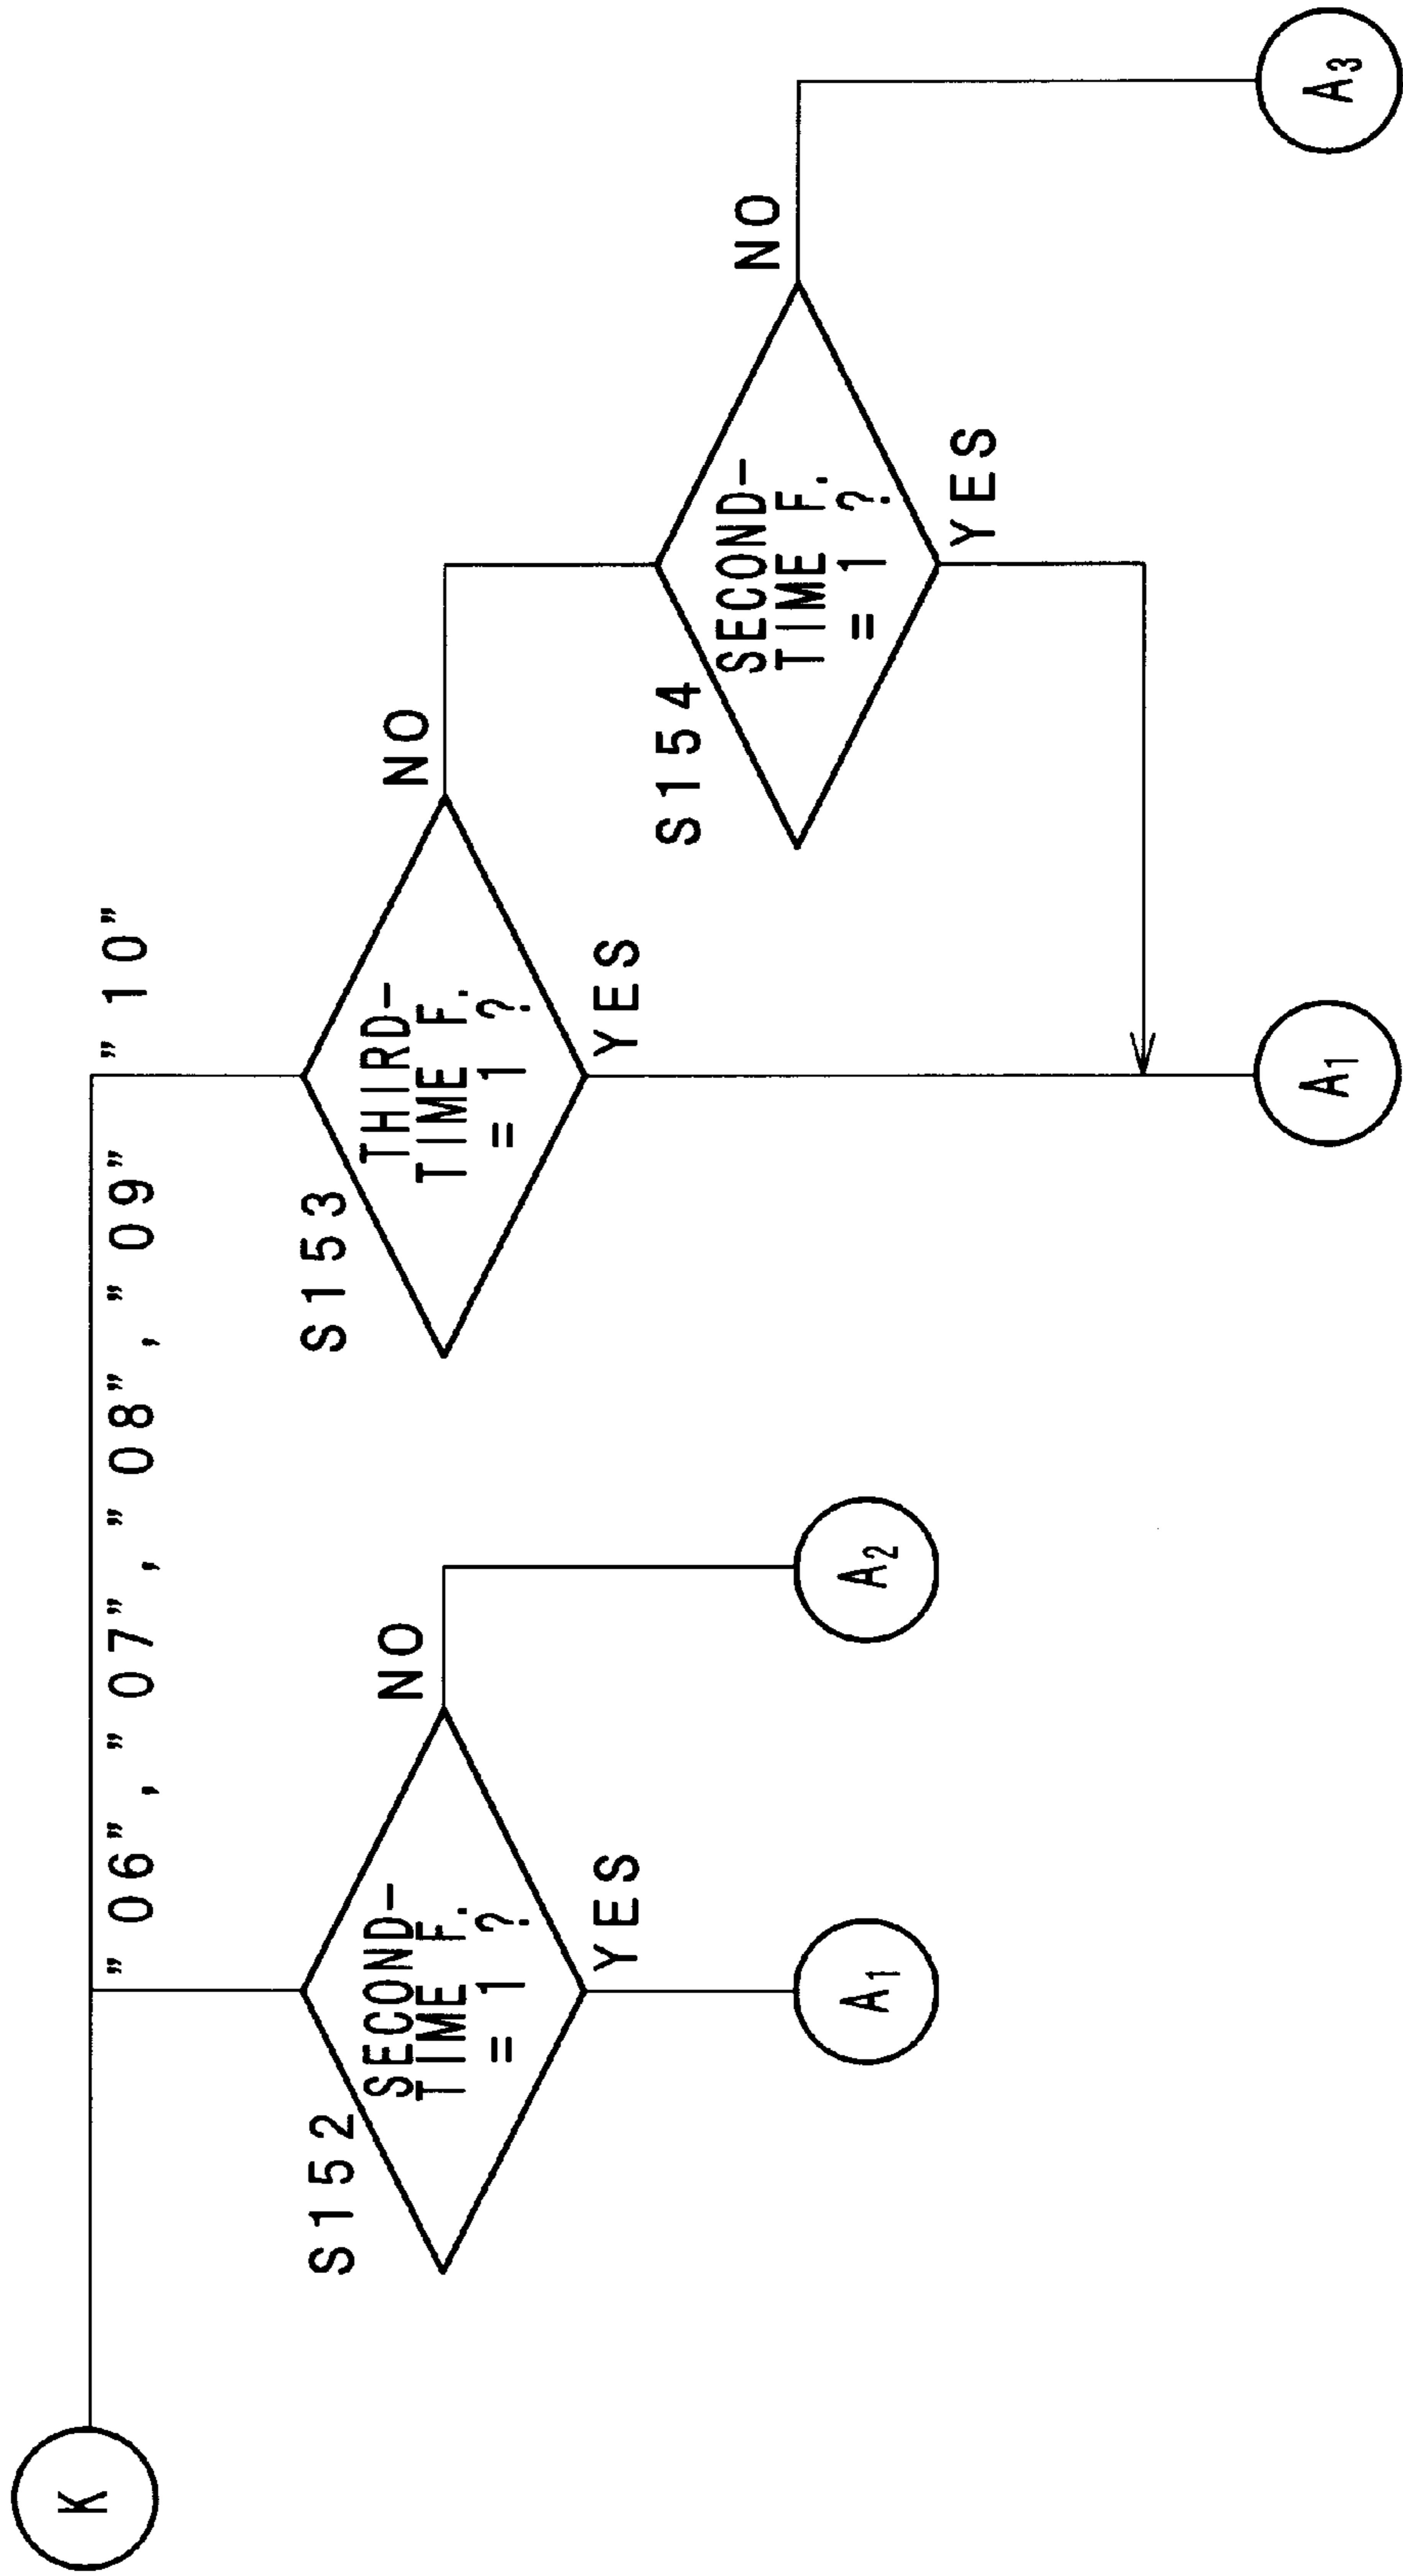 K
"06","07","08","09"
"10"
S152
SECOND-
TIME F.
= 1 ?
NO
YES
A1
A2
S153
THIRD-
TIME F.
= 1 ?
NO
YES
S154
SECOND-
TIME F.
= 1 ?
NO
YES
A1
A3